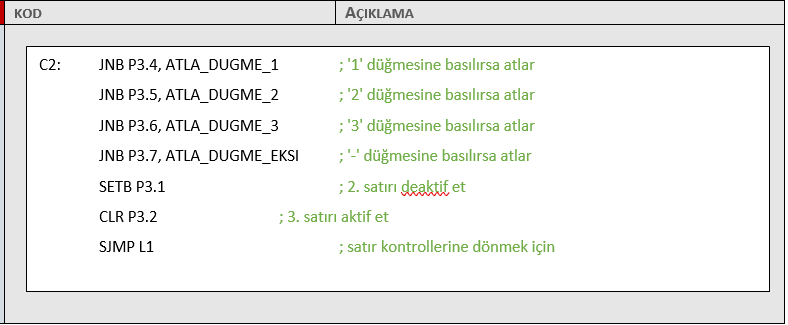 KOD AÇIKLAMA
C2: JNB P3.4, ATLA_DUGME_1 ; '1' düğmesine basılırsa atlar
JNB P3.5, ATLA_DUGME_2 ; '2' düğmesine basılırsa atlar
JNB P3.6, ATLA_DUGME_3 ; '3' düğmesine basılırsa atlar
JNB P3.7, ATLA_DUGME_EKSI ; '-' düğmesine basılırsa atlar
SETB P3.1 ; 2. satırı deaktif et
CLR P3.2 ; 3. satırı aktif et
SJMP L1 ; satır kontrollerine dönmek için